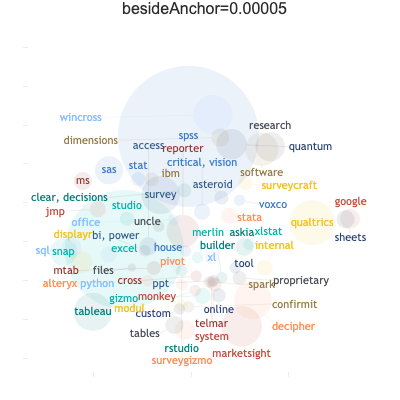 besideAnchor=0.00005
wincross
research
spss
dimensions
access
reporter
quantum
critical, vision
stat
sas
ibm
software
ms
asteroid
surveycraft
clear, decisions
survey
studio
voxco
google
jmp
uncle
stata
office
qualtrics
displayr
bi, power
merlin
askia
xlstat
sheets
sql
snap
excel
house
builder
internal
xl
pivot
tool
mtab
files
alteryx
python
cross
ppt
spark
proprietary
gizmo
monkey
confirmit
tableau
modul
custom
online
telmar
decipher
tables
system
rstudio
marketsight
surveygizmo